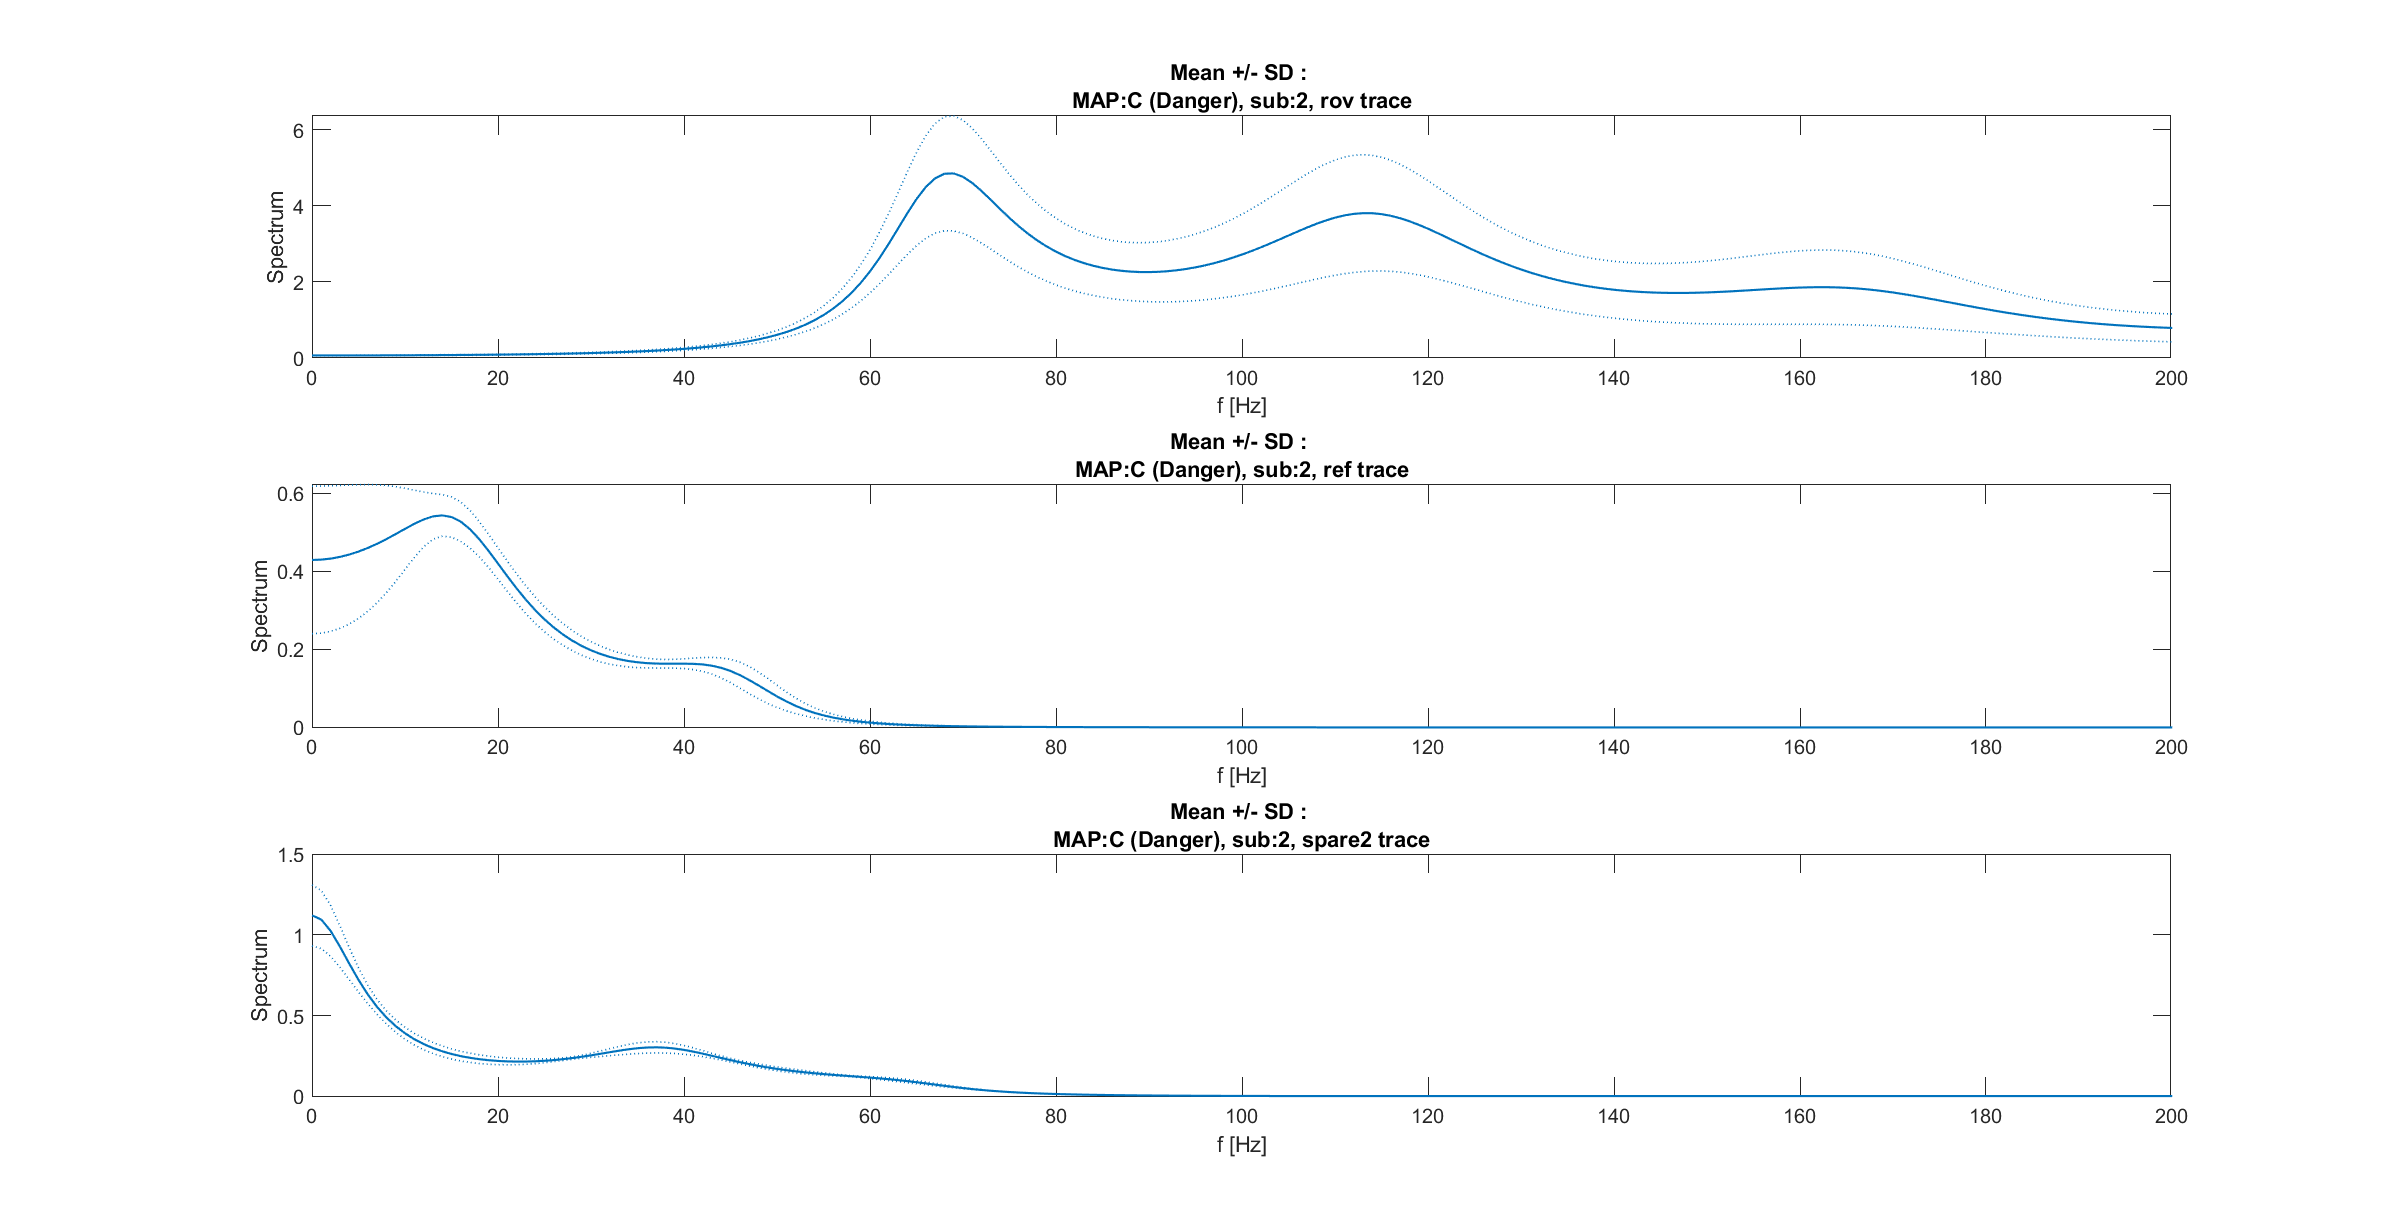 Mean +/- SD :
MAP:C (Danger), sub:2, rov trace
6
4
2
0
Spectrum
0 20 40 60 80 100 120 140 160 180 200
f [Hz]
Mean +/- SD :
MAP:C (Danger), sub:2, ref trace
0.6
0.4
0.2
0
Spectrum
0 20 40 60 80 100 120 140 160 180 200
f [Hz]
Mean +/- SD :
MAP:C (Danger), sub:2, spare2 trace
1.5
1
0.5
0
Spectrum
0 20 40 60 80 100 120 140 160 180 200
f [Hz]